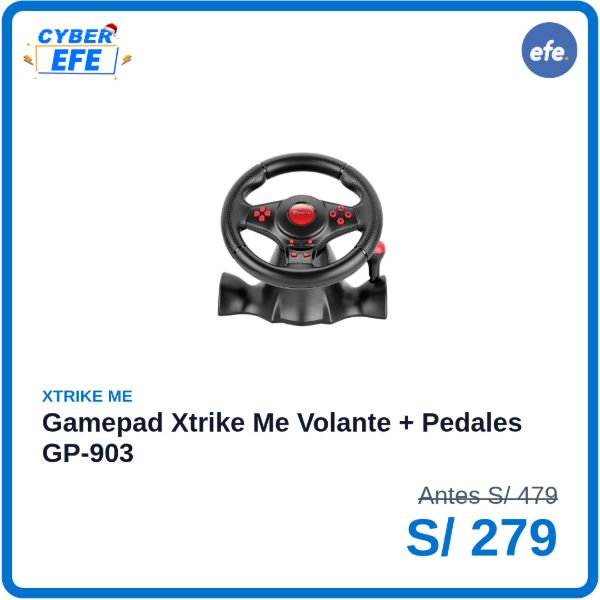 CYBER
EFE
efe.
XTRIKE ME
Gamepad Xtrike Me Volante + Pedales
GP-903
Antes S/ 479
S/ 279